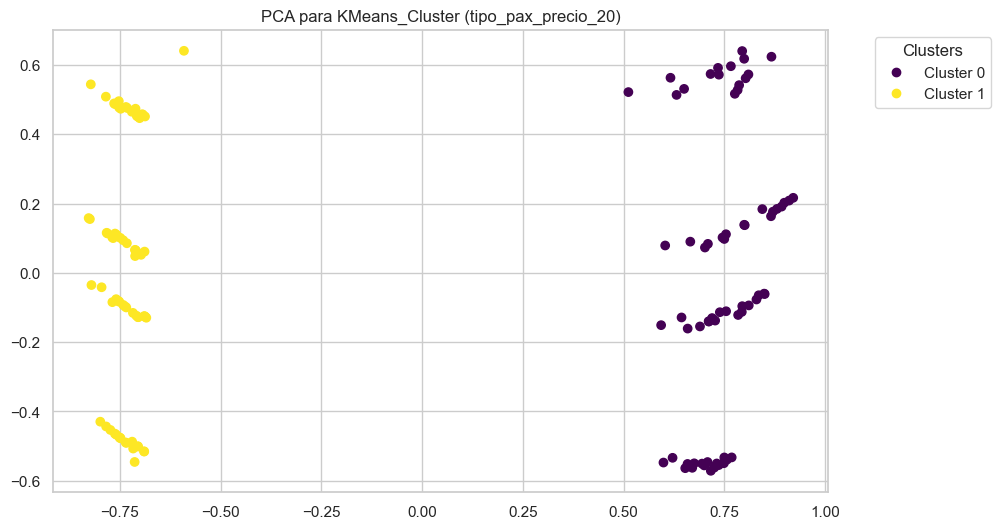 PCA para KMeans_Cluster (tipo_pax_precio_20)
Clusters
Cluster 0
Cluster 1
0.6
0.4
0.2
0.0
−0.2
−0.4
−0.6
−0.75 −0.50 −0.25 0.00 0.25 0.50 0.75 1.00